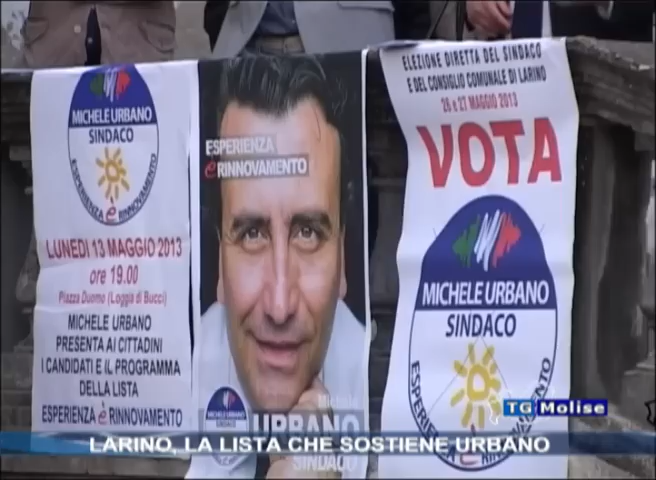 MICHELE URBANO
SINDACO
ESPERIENZA è RINNOVAMENTO
LUNEDI 13 MAGGIO 2013
ore 19.00
Piazza Duomo (Loggia di Bucci)
MICHELE URBANO
PRESENTA AI CITTADINI
I CANDIDATI E IL PROGRAMMA
DELLA LISTA
ESPERIENZA è RINNOVAMENTO
ESPERIENZA
è RINNOVAMENTO
Michele
URBANO
SINDACO
ELEZIONE DIRETTA DEL SINDACO
E DEL CONSIGLIO COMUNALE DI LARINO
26 e 27 MAGGIO 2013
VOTA
MICHELE URBANO
SINDACO
ESPERIENZA è RINNOVAMENTO
TG Molise
LARINO, LA LISTA CHE SOSTIENE URBANO